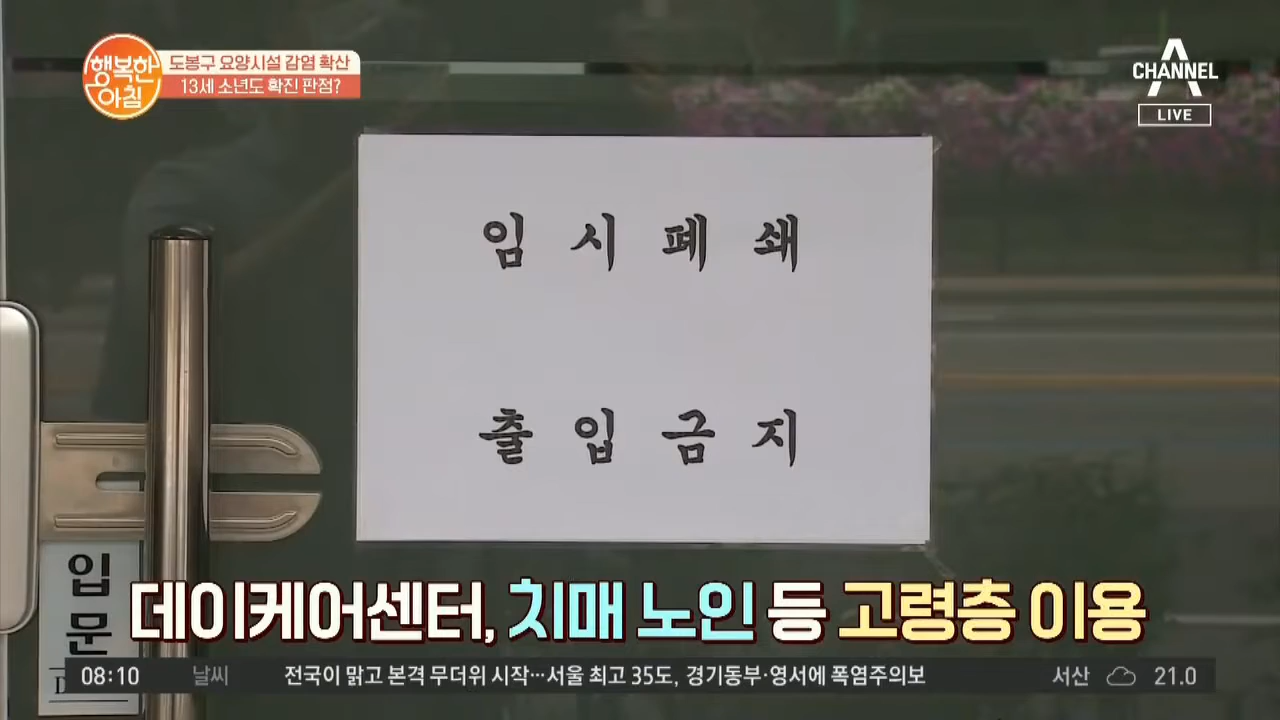 행복한
아침
도봉구 요양시설 감염 확산
13세 소년도 확진 판정?
CHANNEL A
LIVE
임시폐쇄
출입금지
입
문
데이케어센터, 치매 노인 등 고령층 이용
08:10 날씨 전국이 맑고 본격 무더위 시작…서울 최고 35도, 경기동부·영서에 폭염주의보 서산 21.0